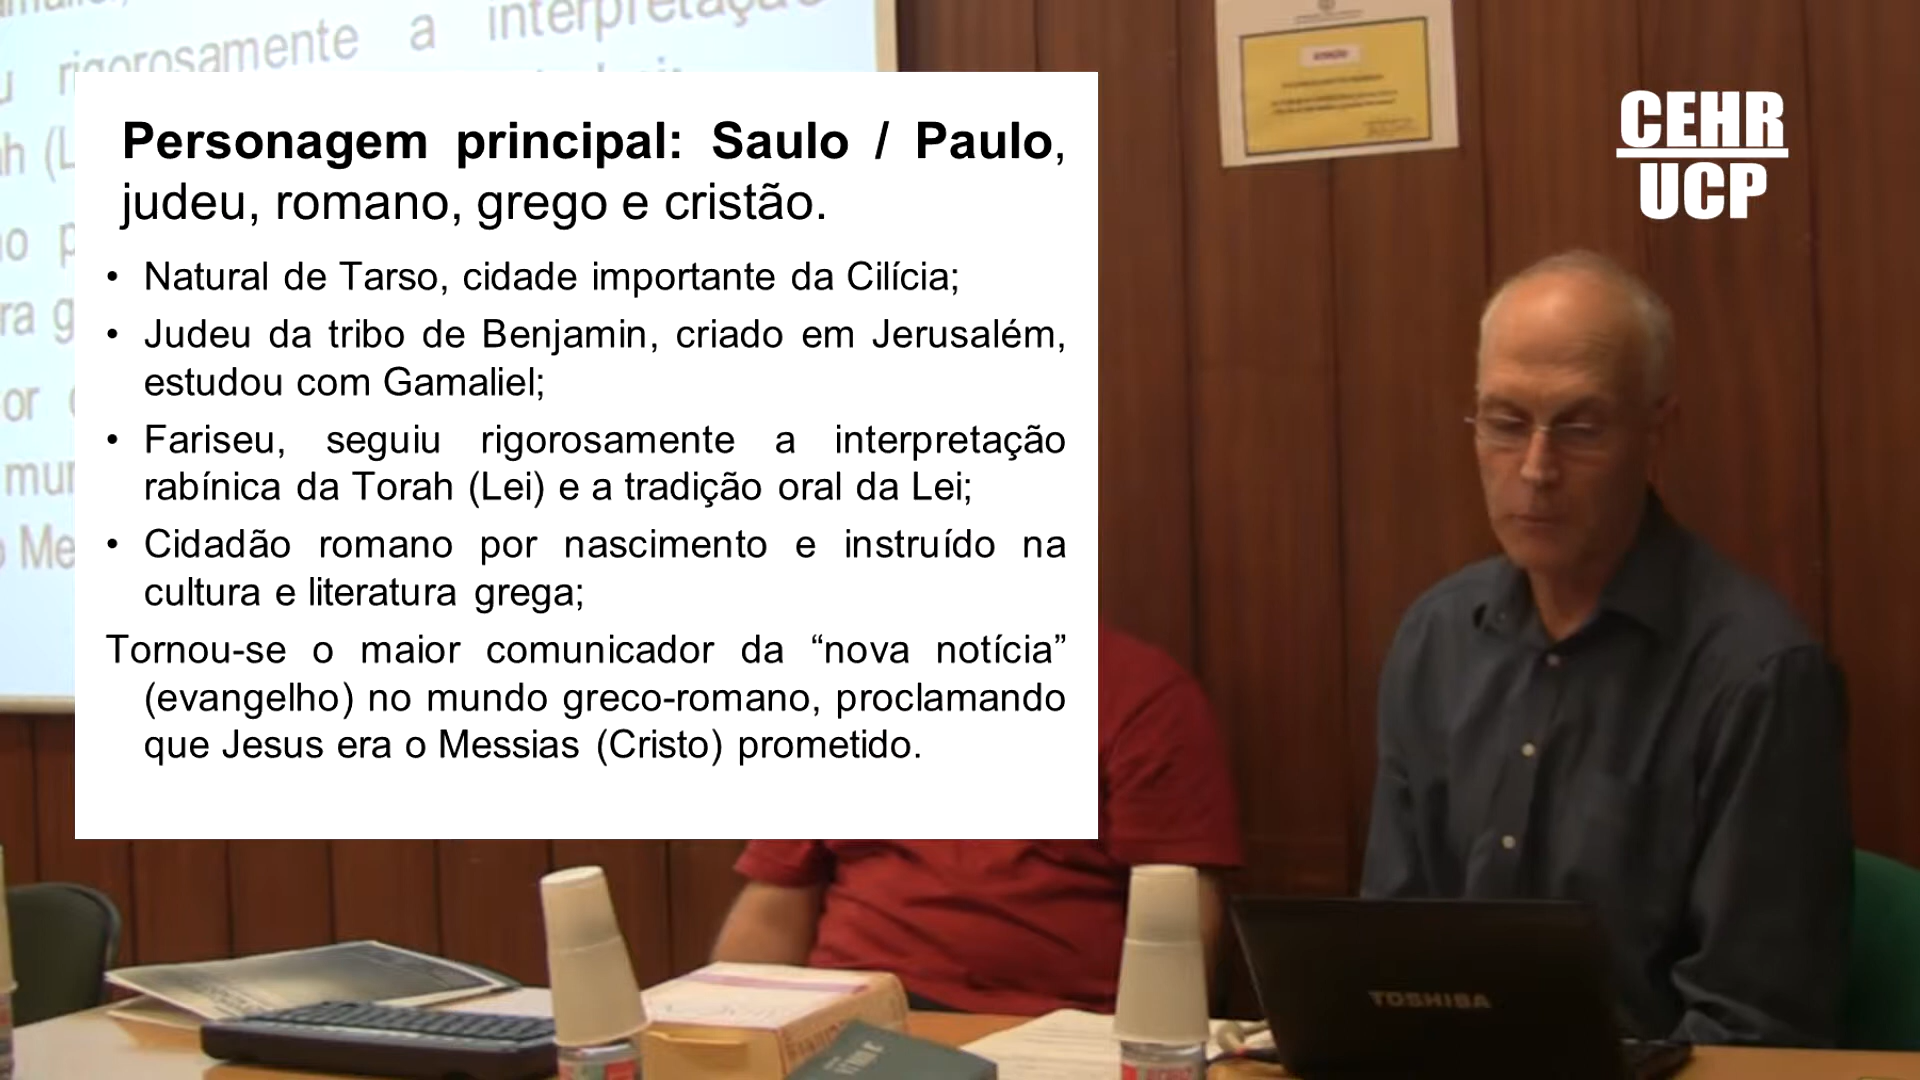 rigorosamente a interpretação
Personagem principal: Saulo / Paulo,
judeu, romano, grego e cristão.
• Natural de Tarso, cidade importante da Cilícia;
• Judeu da tribo de Benjamin, criado em Jerusalém,
estudou com Gamaliel;
• Fariseu, seguiu rigorosamente a interpretação
rabínica da Torah (Lei) e a tradição oral da Lei;
• Cidadão romano por nascimento e instruído na
cultura e literatura grega;
Tornou-se o maior comunicador da “nova notícia”
(evangelho) no mundo greco-romano, proclamando
que Jesus era o Messias (Cristo) prometido.
CEHR
UCP
TOSHIBA